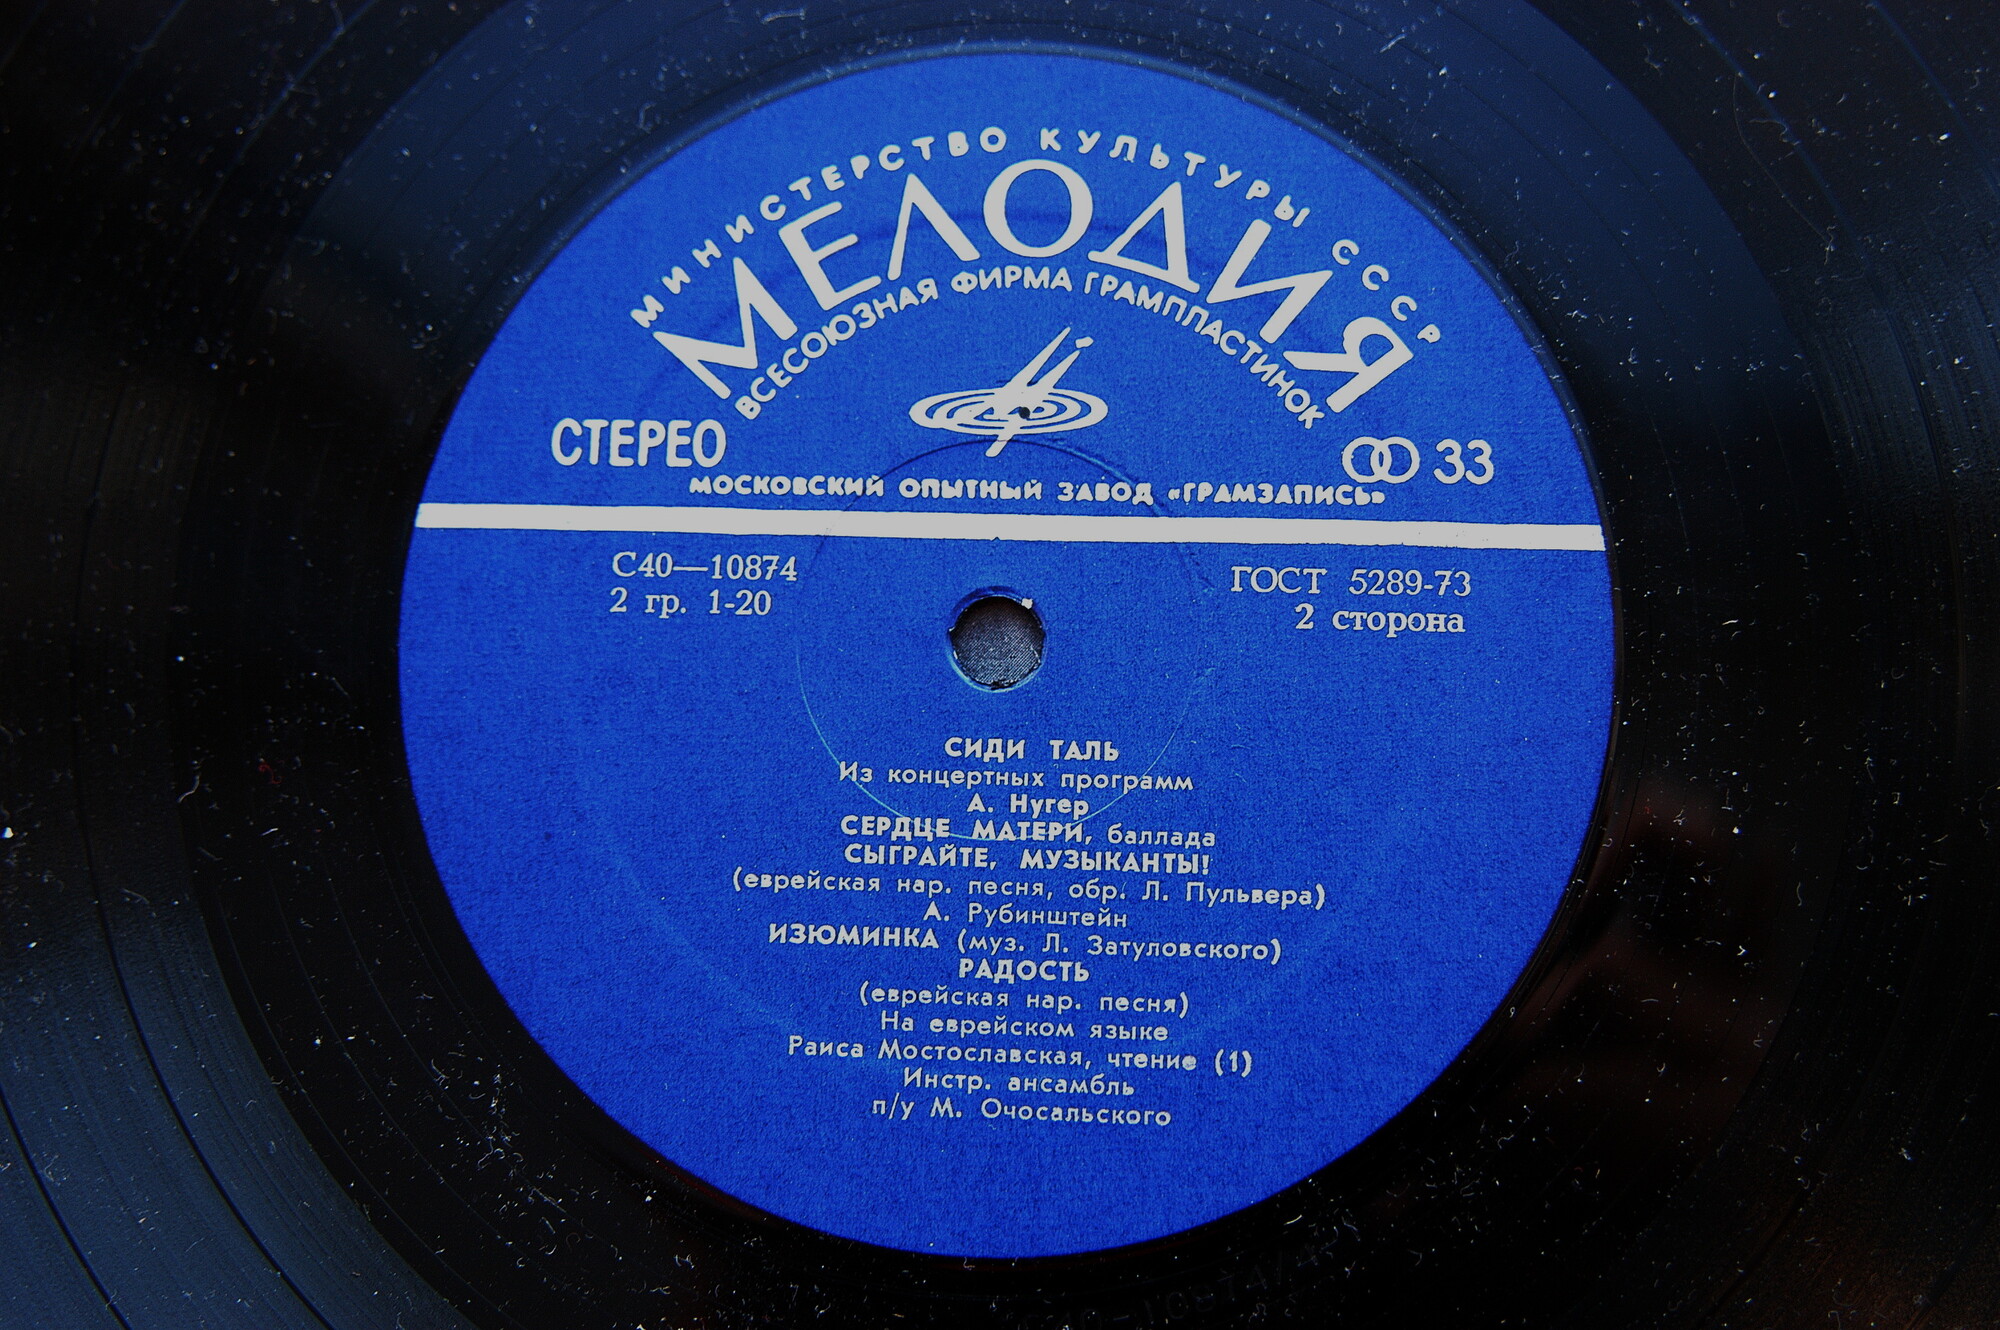 МИНИСТЕРСТВО КУЛЬТУРЫ СССР
МЕЛОДИЯ
ВСЕСОЮЗНАЯ ФИРМА ГРАМПЛАСТИНОК
СТЕРЕО
33
МОСКОВСКИЙ ОПЫТНЫЙ ЗАВОД «ГРАМЗАПИСЬ»
С40—10874
ГОСТ 5289-73
2 гр. 1-20
2 сторона
СИДИ ТАЛЬ
Из концертных программ
А. Нугер
СЕРДЦЕ МАТЕРИ, баллада
СЫГРАЙТЕ, МУЗЫКАНТЫ!
(еврейская нар. песня, обр. Л. Пульвера)
А. Рубинштейн
ИЗЮМИНКА (муз. Л. Затуловского)
РАДОСТЬ
(еврейская нар. песня)
На еврейском языке
Раиса Мостославская, чтение (1)
Инстр. ансамбль
п/у М. Очосальского